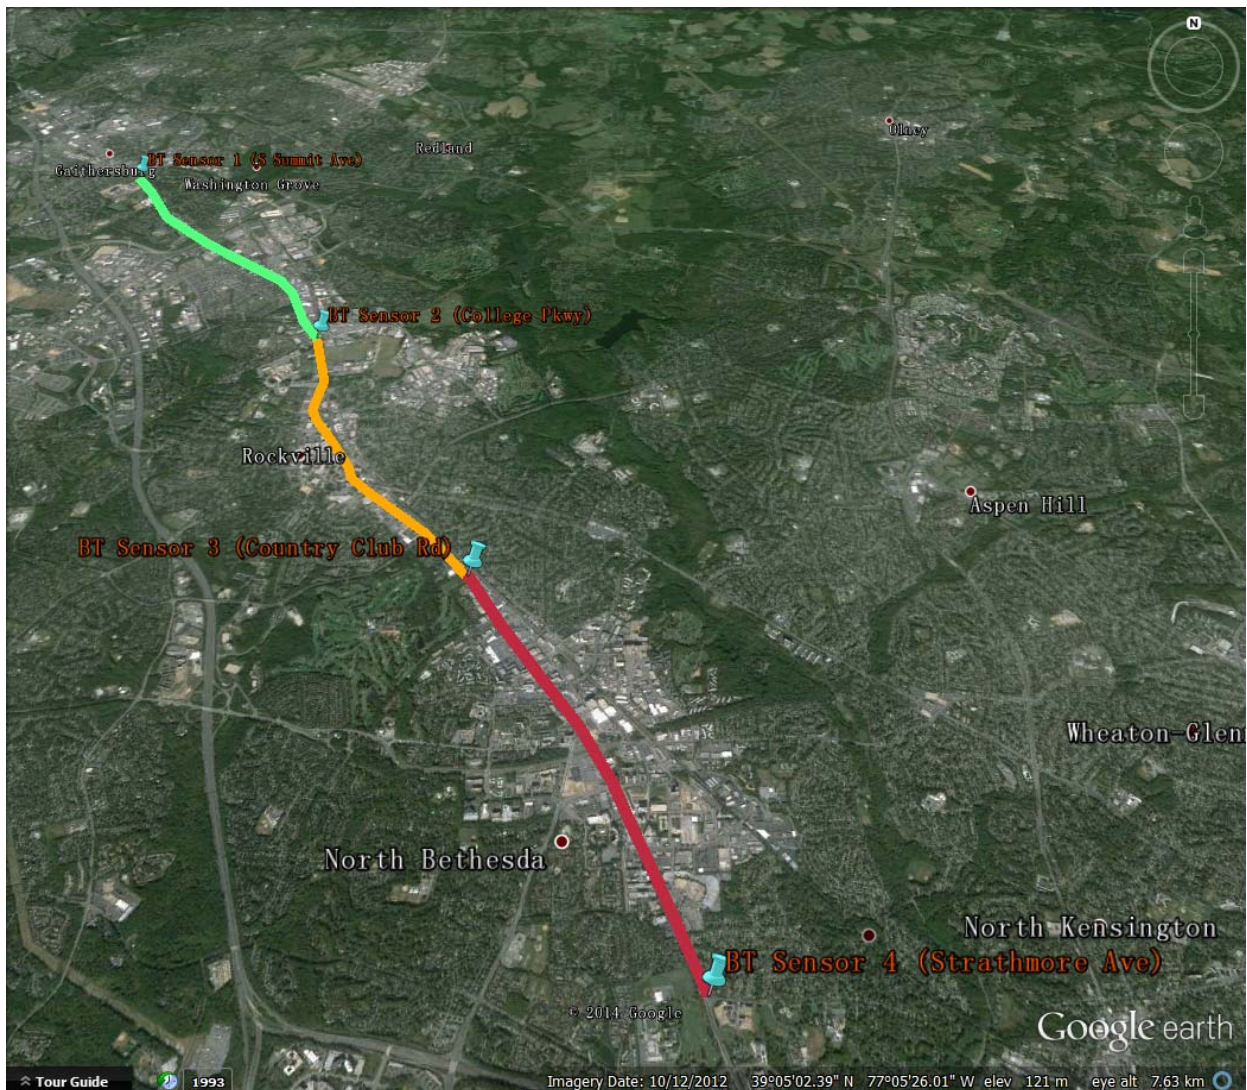 N
Olney
Redland
BT Sensor 1 (S Summit Ave)
Gaithersburg
Washington Grove
BT Sensor 2 (College Pkwy)
Rockville
Aspen Hill
BT Sensor 3 (Country Club Rd)
Wheaton-Glenm
North Bethesda
North Kensington
BT Sensor 4 (Strathmore Ave)
© 2014 Google
Google earth
Tour Guide
1993
Imagery Date: 10/12/2012 39°05'02.39" N 77°05'26.01" W elev 121 m eye alt 7.63 km